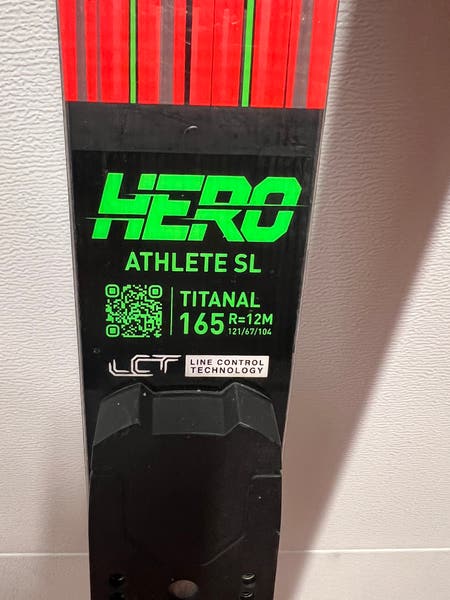 HERO
ATHLETE SL
TITANAL
165 R=12M
121/67/104
LCT LINE CONTROL
TECHNOLOGY